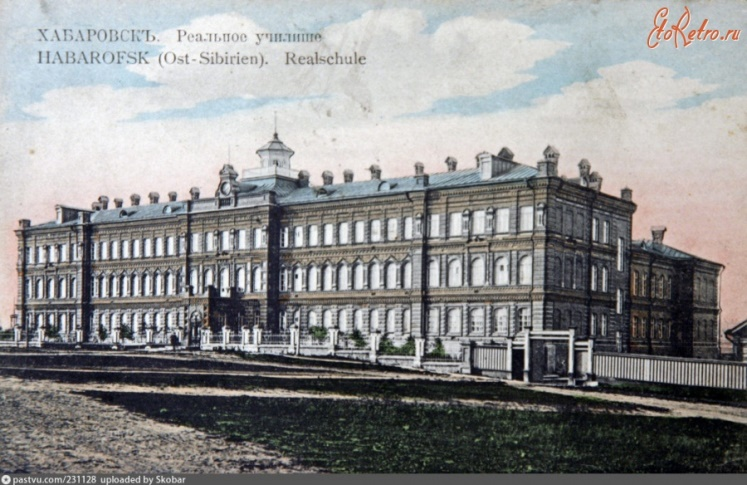 ХАБАРОВСКЪ. Реальное училище
HABAROFSK (Ost-Sibirien). Realschule
EtoRetro.ru
pastvu.com/231128 uploaded by Skobar